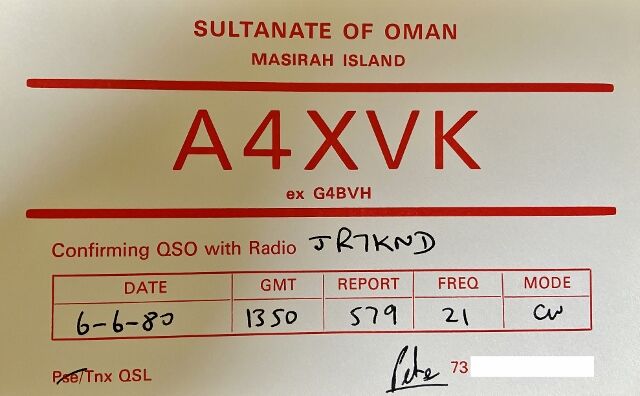 SULTANATE OF OMAN
MASIRAH ISLAND
A4XVK
ex G4BVH
Confirming QSO with Radio JR7KND
DATE GMT REPORT FREQ MODE
6-6-80 1350 579 21 CW
Pse/Tnx QSL Pete 73